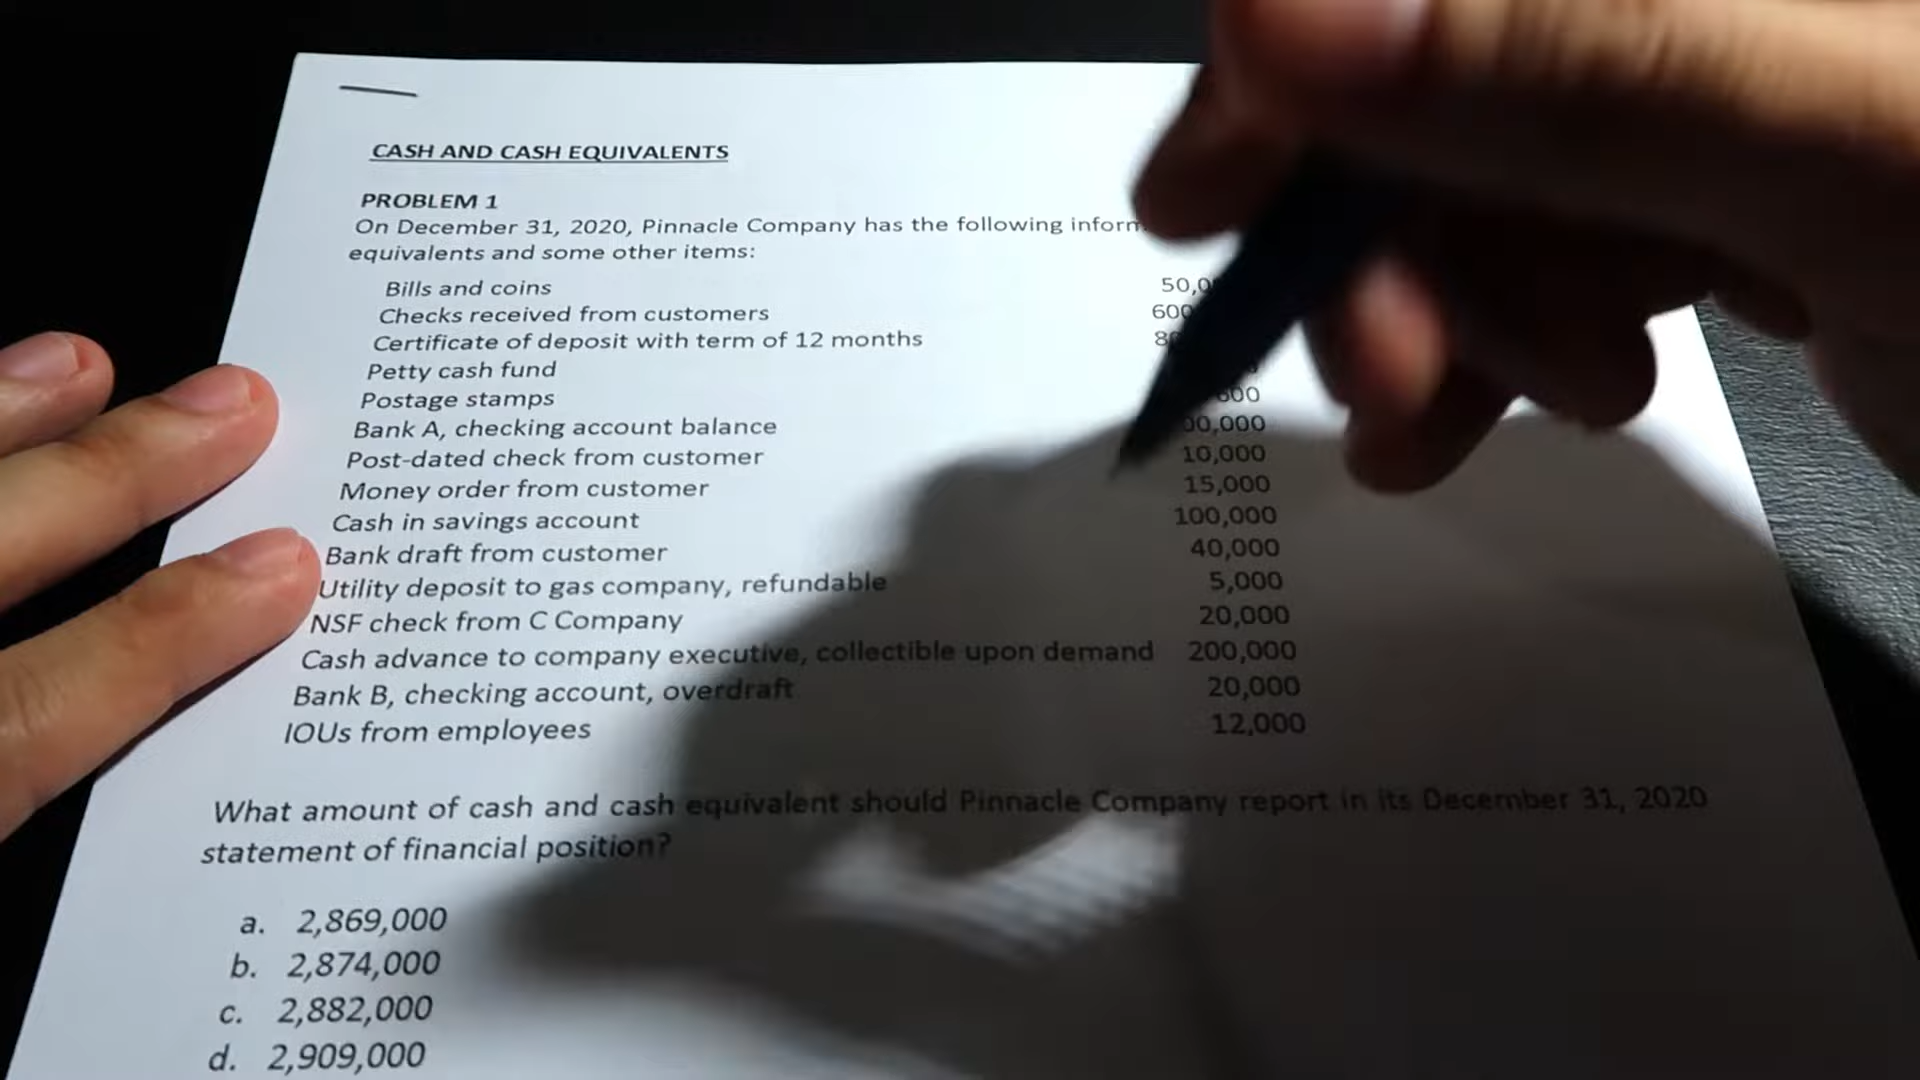 CASH AND CASH EQUIVALENTS
PROBLEM 1
On December 31, 2020, Pinnacle Company has the following
equivalents and some other items:
Bills and coins
Checks received from customers
Certificate of deposit with term of 12 months
Petty cash fund
Postage stamps
Bank A, checking account balance
Post-dated check from customer 10,000
Money order from customer 15,000
Cash in savings account 100,000
Bank draft from customer 40,000
Utility deposit to gas company, refundable 5,000
NSF check from C Company 20,000
Cash advance to company executive, collectible upon demand 200,000
Bank B, checking account, overdraft 20,000
IOUs from employees 12,000
What amount of cash and cash equivalent should Pinnacle Company report in its December 31, 2020
statement of financial position?
a. 2,869,000
b. 2,874,000
c. 2,882,000
d. 2,909,000